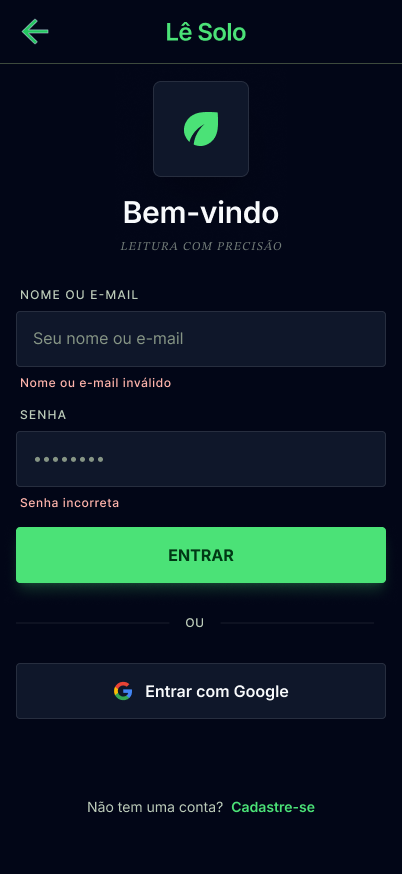 Lê Solo
Bem-vindo
LEITURA COM PRECISÃO
NOME OU E-MAIL
Seu nome ou e-mail
Nome ou e-mail inválido
SENHA
••••••••
Senha incorreta
ENTRAR
OU
Entrar com Google
Não tem uma conta? Cadastre-se